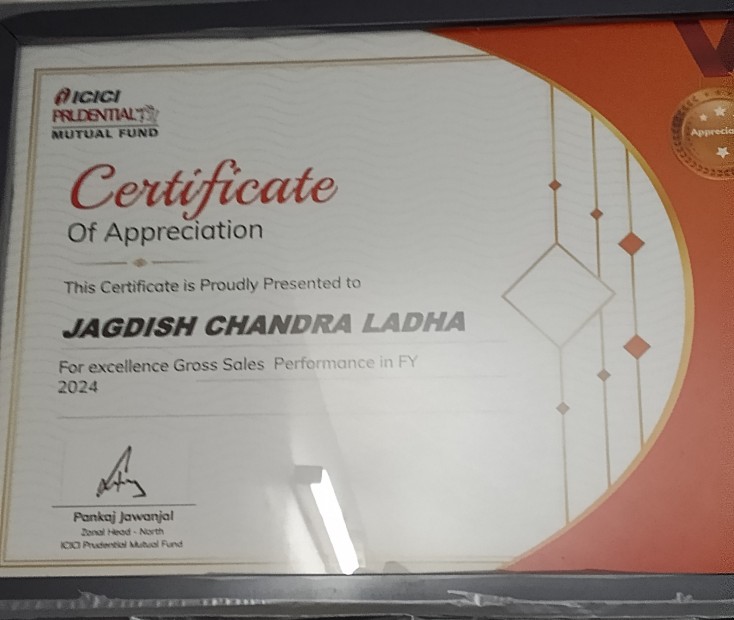 ICICI
PRUDENTIAL
MUTUAL FUND
Certificate
Of Appreciation
This Certificate is Proudly Presented to
JAGDISH CHANDRA LADHA
For excellence Gross Sales Performance in FY
2024
Pankaj Jawanjal
Zonal Head - North
ICICI Prudential Mutual Fund
Apprecia